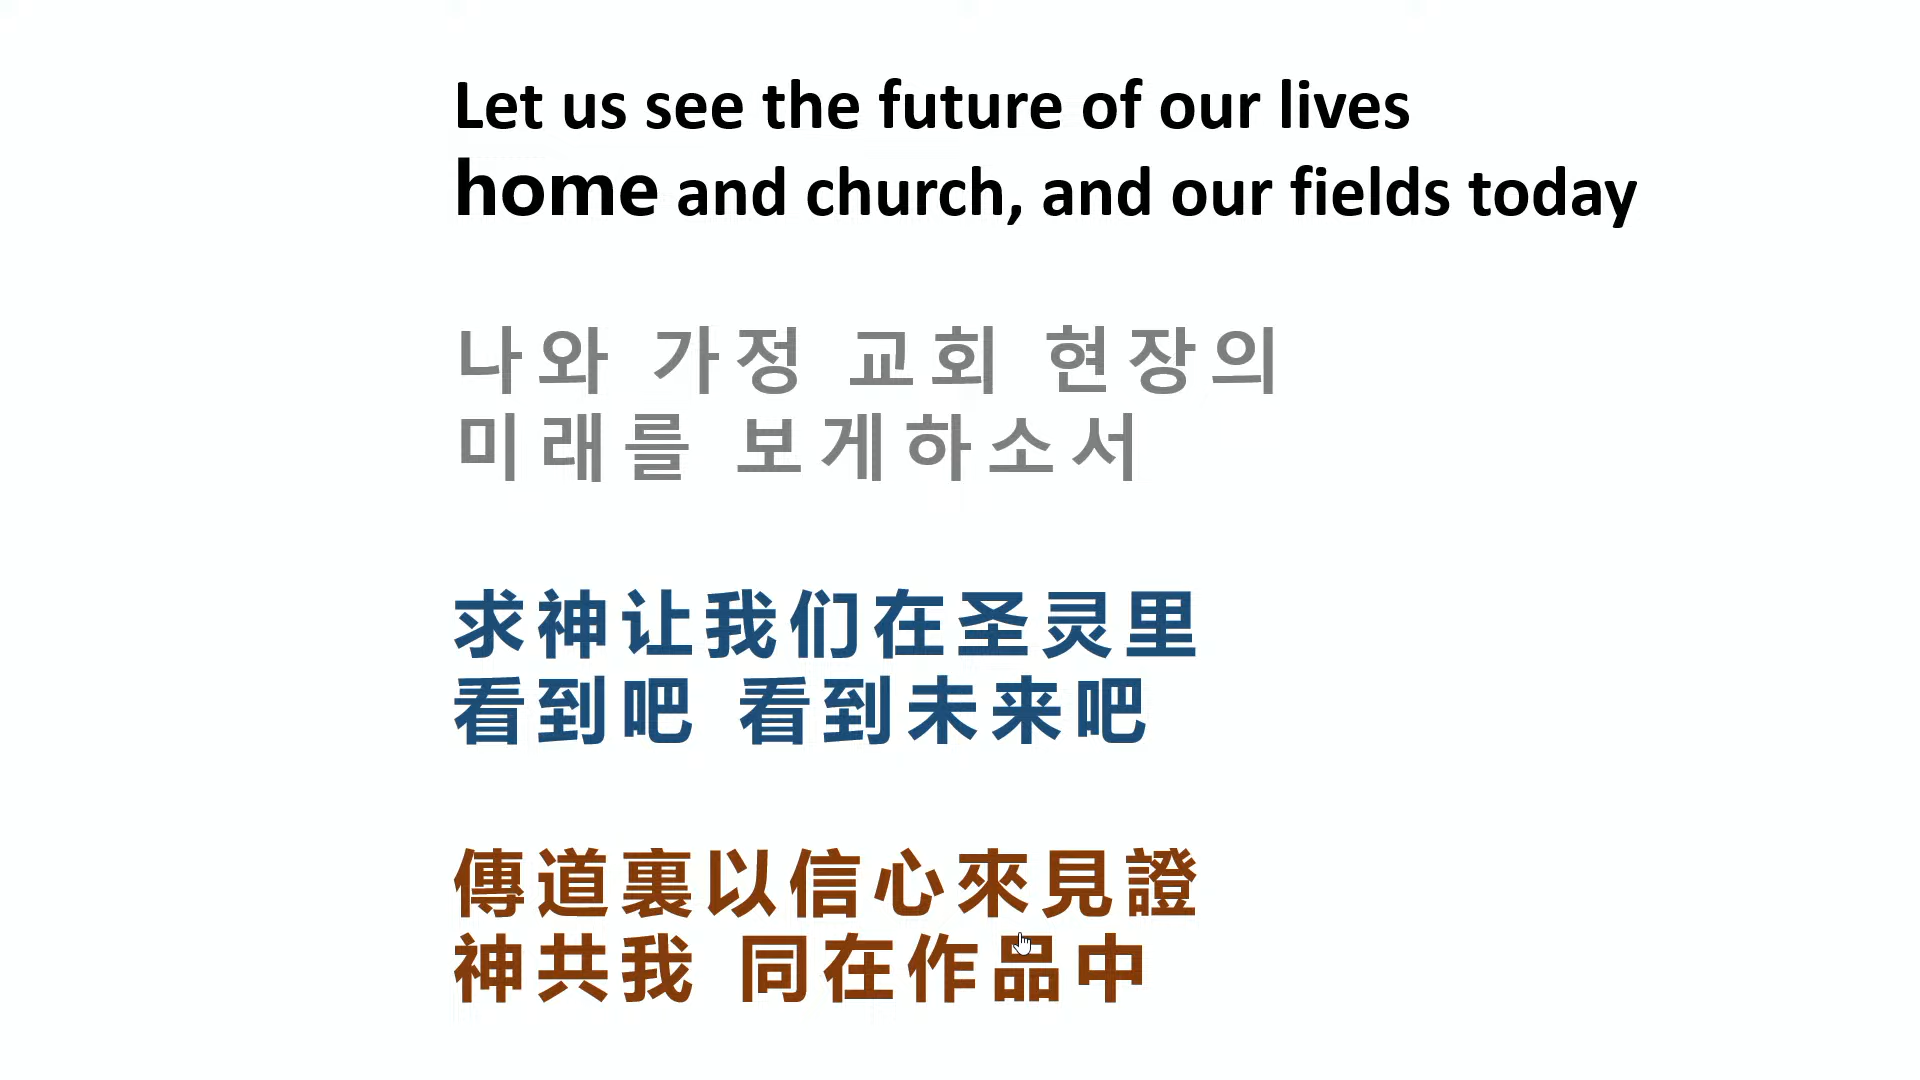 Let us see the future of our lives
home and church, and our fields today
나와 가정 교회 현장의
미래를 보게하소서
求神让我们在圣灵里
看到吧 看到未来吧
傳道裏以信心來見證
神共我 同在作品中